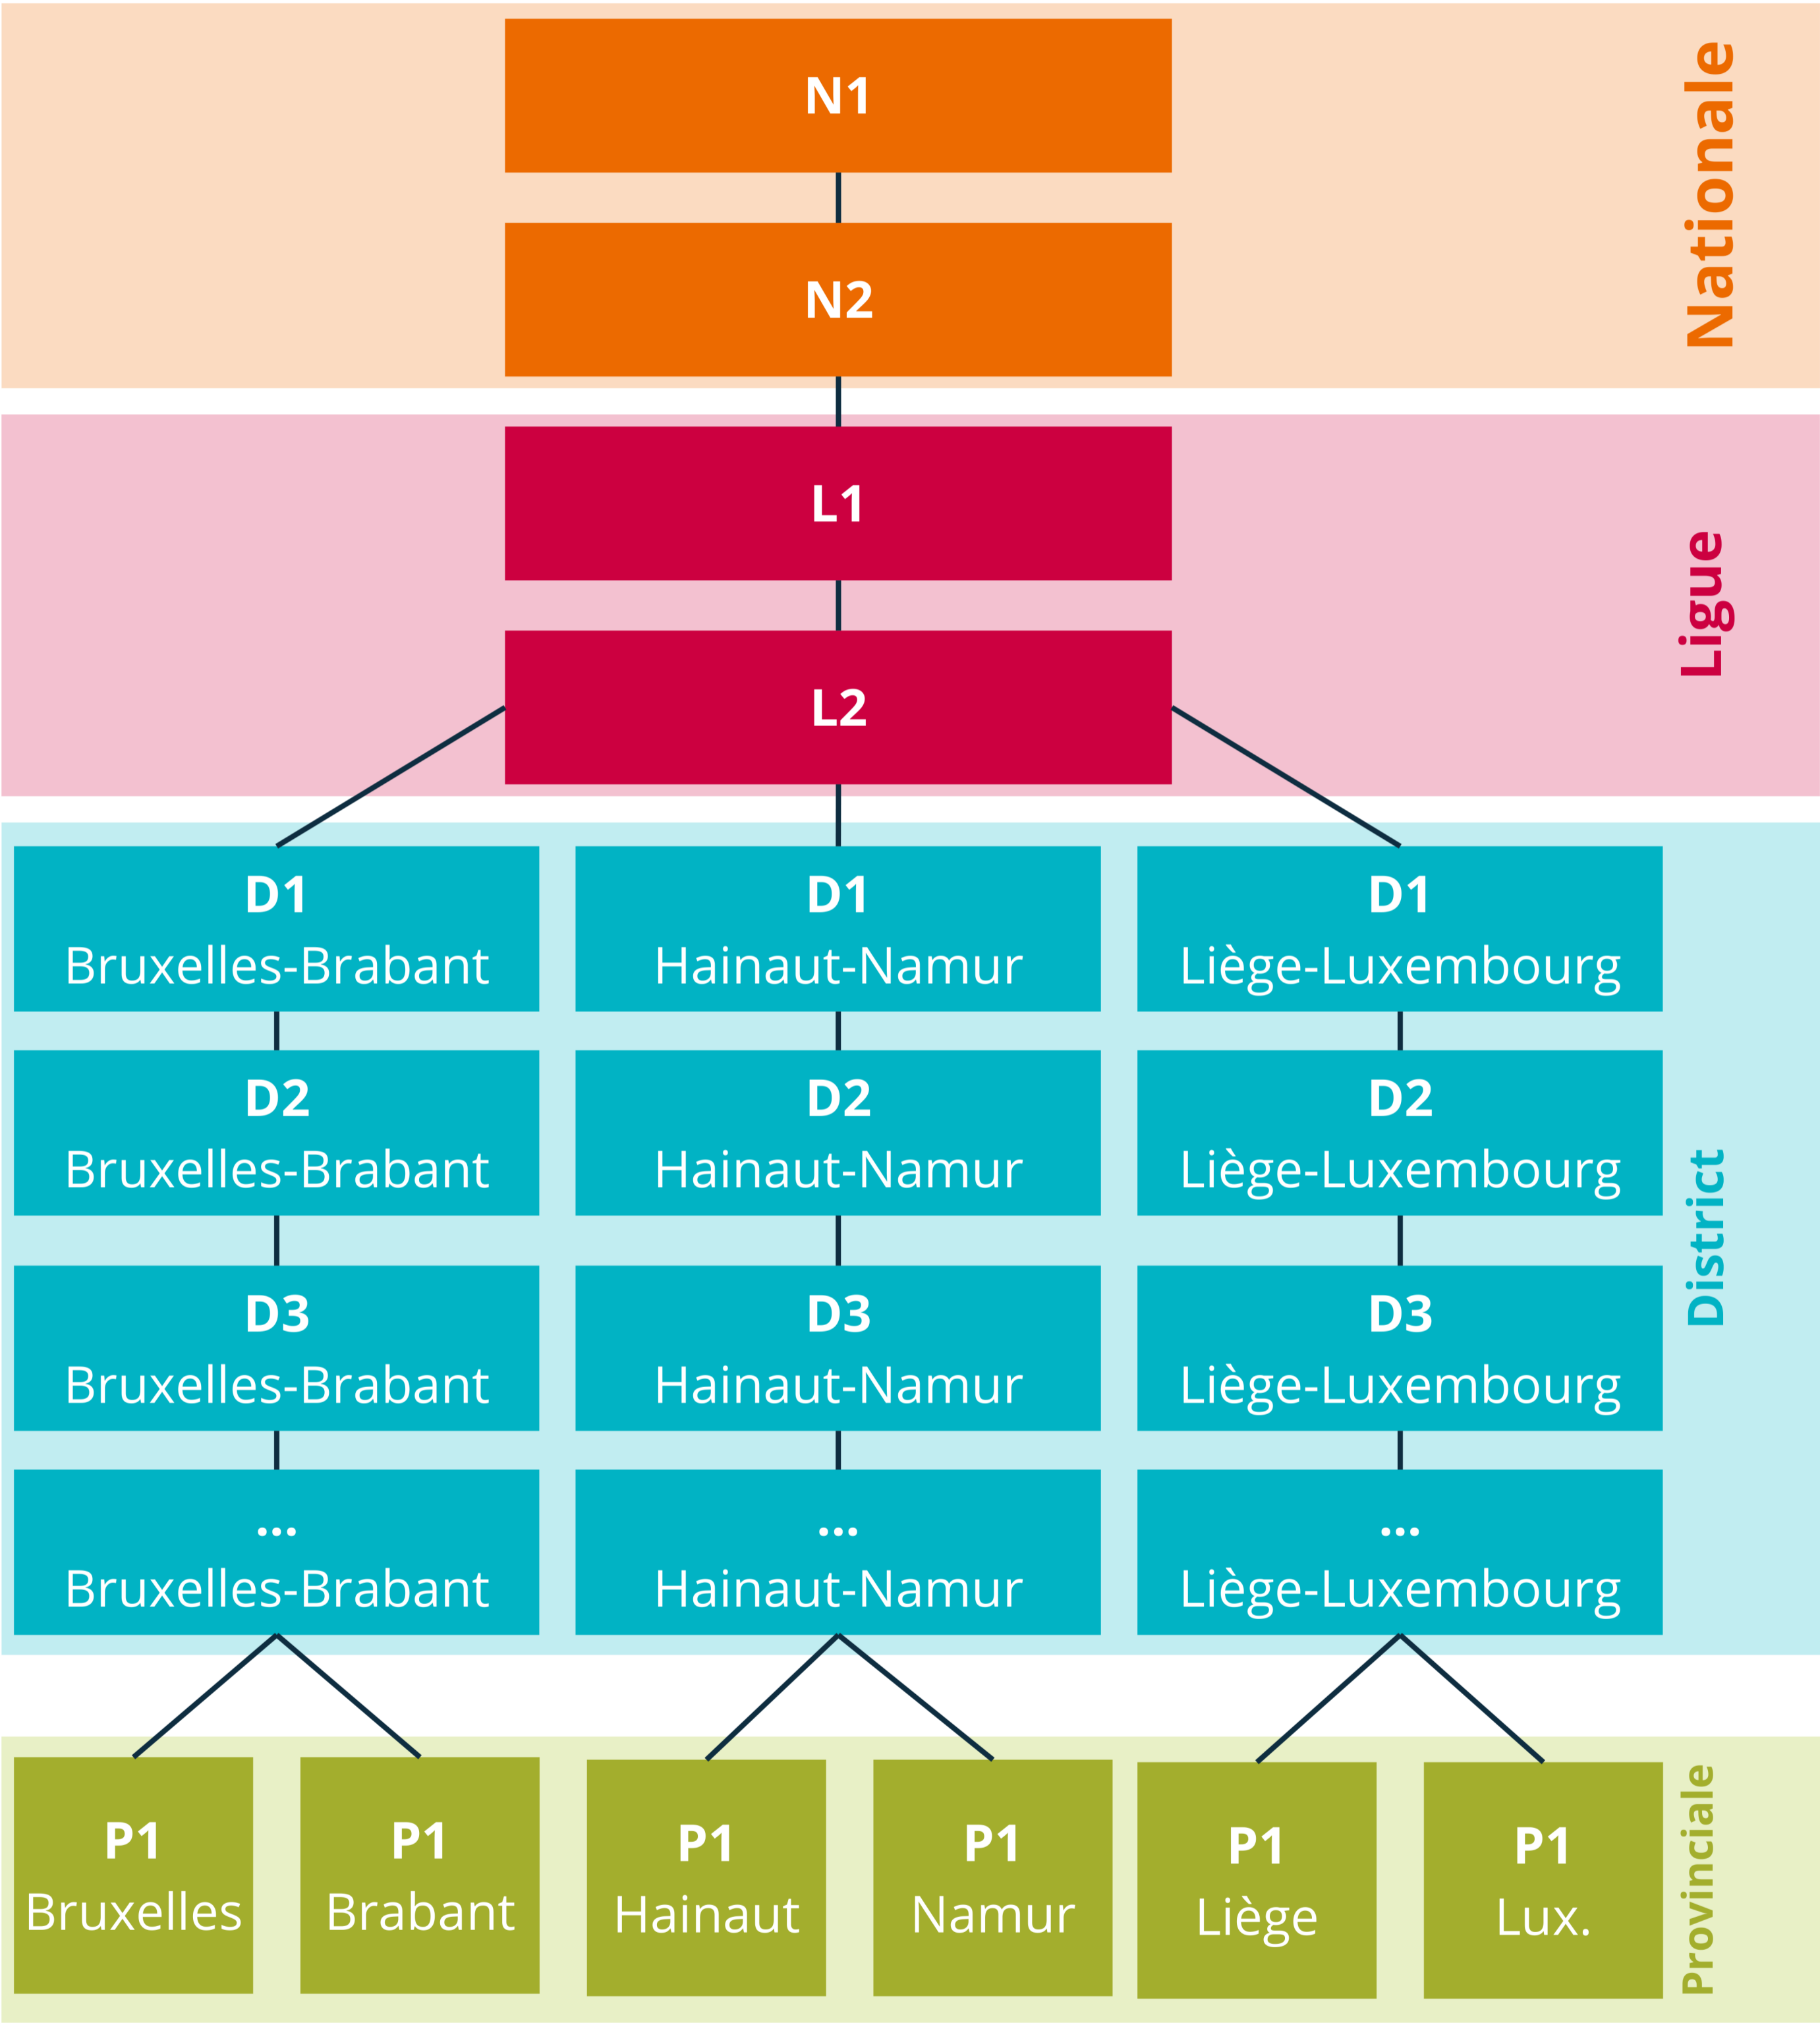 N1
Nationale
N2
L1
Ligue
L2
D1
Bruxelles-Brabant
D1
Hainaut-Namur
D1
Liège-Luxembourg
D2
Bruxelles-Brabant
D2
Hainaut-Namur
D2
Liège-Luxembourg
District
D3
Bruxelles-Brabant
D3
Hainaut-Namur
D3
Liège-Luxembourg
...
Bruxelles-Brabant
...
Hainaut-Namur
...
Liège-Luxembourg
P1
Bruxelles
P1
Brabant
P1
Hainaut
P1
Namur
P1
Liège
P1
Lux.
Provinciale